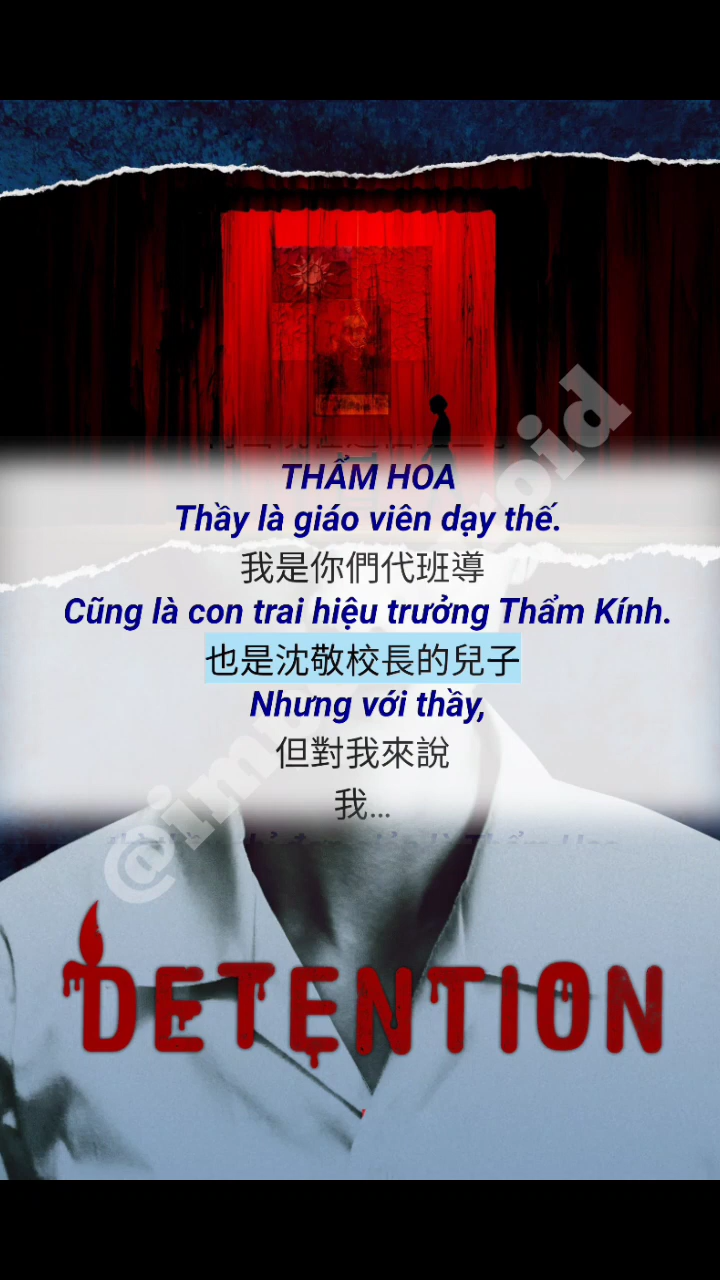 THẨM HOA
Thầy là giáo viên dạy thế.
我是你們代班導
Cũng là con trai hiệu trưởng Thẩm Kính.
也是沈敬校長的兒子
Nhưng với thầy,
但對我來說
我...
DETENTION